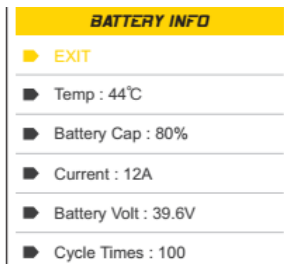 BATTERY INFO
EXIT
Temp : 44℃
Battery Cap : 80%
Current : 12A
Battery Volt : 39.6V
Cycle Times : 100